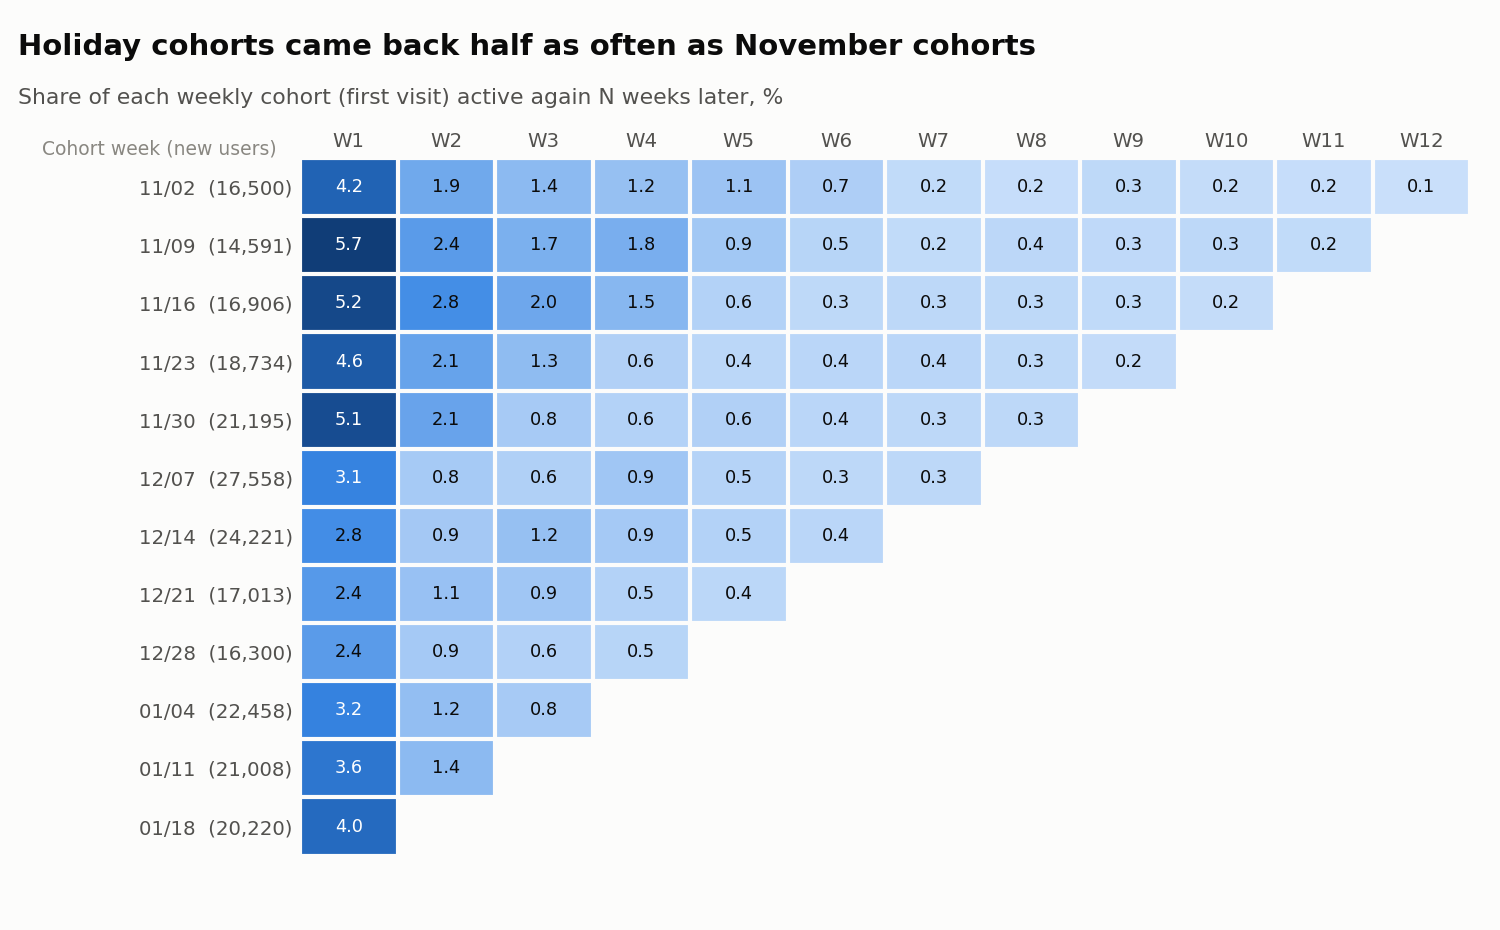 Holiday cohorts came back half as often as November cohorts
Share of each weekly cohort (first visit) active again N weeks later, %
Cohort week (new users) W1 W2 W3 W4 W5 W6 W7 W8 W9 W10 W11 W12
11/02 (16,500) 4.2 1.9 1.4 1.2 1.1 0.7 0.2 0.2 0.3 0.2 0.2 0.1
11/09 (14,591) 5.7 2.4 1.7 1.8 0.9 0.5 0.2 0.4 0.3 0.3 0.2
11/16 (16,906) 5.2 2.8 2.0 1.5 0.6 0.3 0.3 0.3 0.3 0.2
11/23 (18,734) 4.6 2.1 1.3 0.6 0.4 0.4 0.4 0.3 0.2
11/30 (21,195) 5.1 2.1 0.8 0.6 0.6 0.4 0.3 0.3
12/07 (27,558) 3.1 0.8 0.6 0.9 0.5 0.3 0.3
12/14 (24,221) 2.8 0.9 1.2 0.9 0.5 0.4
12/21 (17,013) 2.4 1.1 0.9 0.5 0.4
12/28 (16,300) 2.4 0.9 0.6 0.5
01/04 (22,458) 3.2 1.2 0.8
01/11 (21,008) 3.6 1.4
01/18 (20,220) 4.0